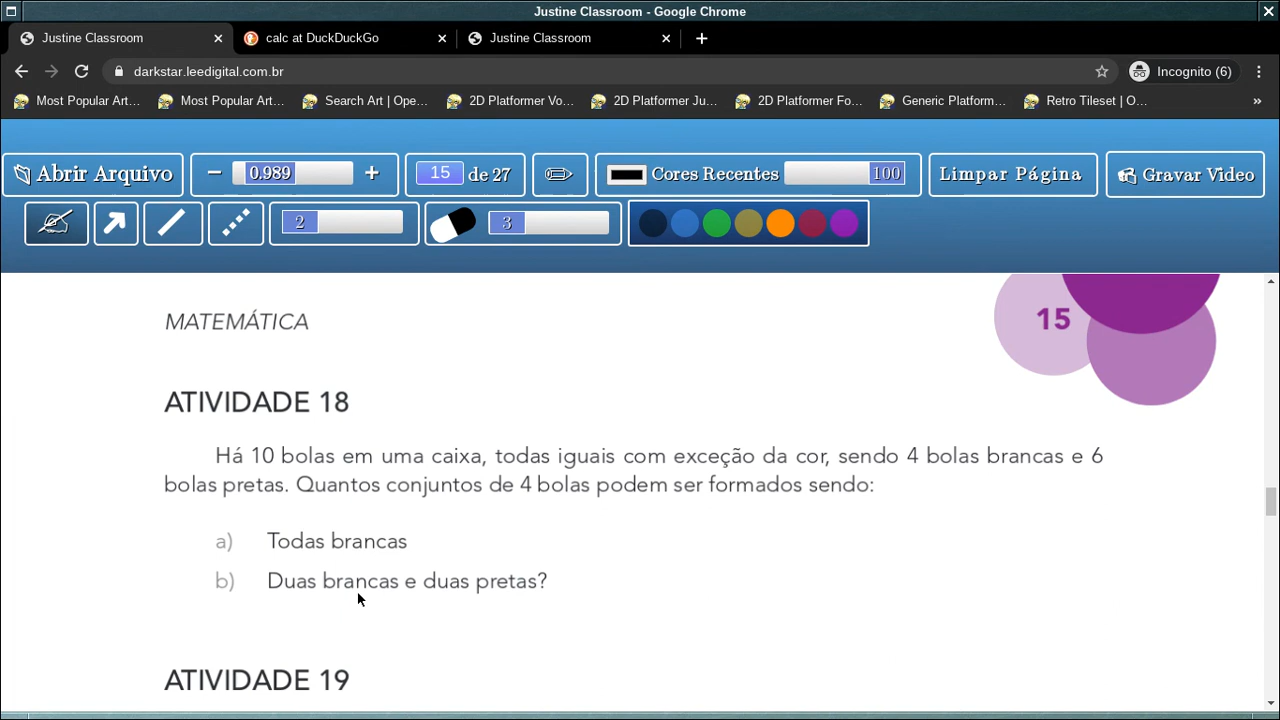 Justine Classroom - Google Chrome
Justine Classroom
calc at DuckDuckGo
Justine Classroom
darkstar.leedigital.com.br
Incognito (6)
Most Popular Art...
Most Popular Art...
Search Art | Ope...
2D Platformer Vo...
2D Platformer Ju...
2D Platformer Fo...
Generic Platform...
Retro Tileset | O...
»
Abrir Arquivo
− 0,989 +
15 de 27
Cores Recentes 100
Limpar Página
Gravar Video
2
3
MATEMÁTICA
15
ATIVIDADE 18
Há 10 bolas em uma caixa, todas iguais com exceção da cor, sendo 4 bolas brancas e 6
bolas pretas. Quantos conjuntos de 4 bolas podem ser formados sendo:
a) Todas brancas
b) Duas brancas e duas pretas?
ATIVIDADE 19